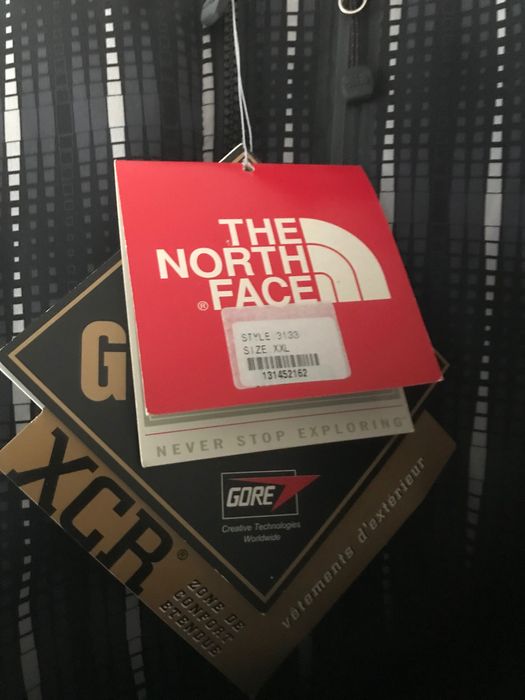 THE
NORTH
® FACE
STYLE 3133
SIZE XXL
131452162
NEVER STOP EXPLORING
G
GORE
Creative Technologies
Worldwide
XCR®
ZONE DE
CONFORT
ETENDUE
vêtements d'extérieur